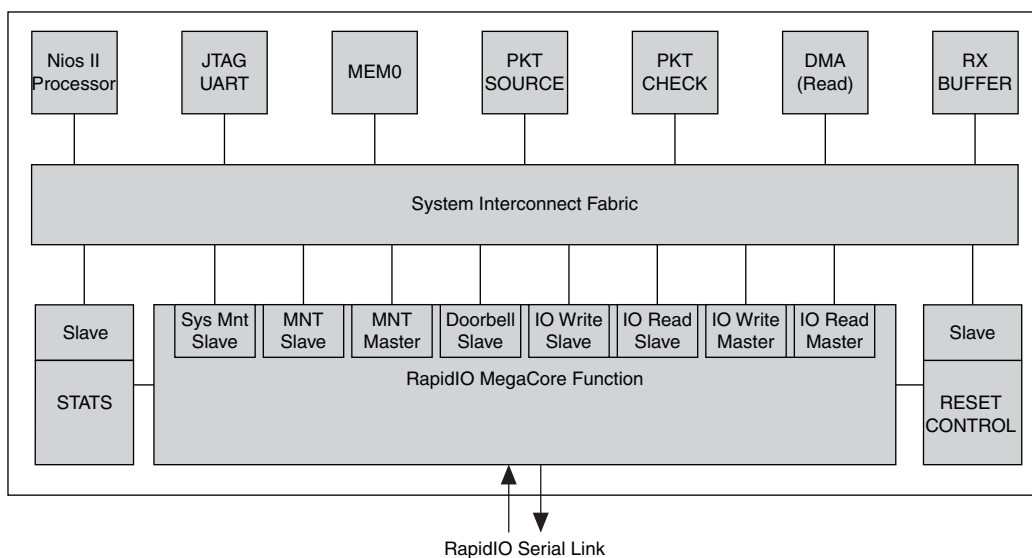 Nios II
Processor
JTAG
UART
MEM0
PKT
SOURCE
PKT
CHECK
DMA
(Read)
RX
BUFFER
System Interconnect Fabric
Slave
STATS
Sys Mnt
Slave
MNT
Slave
MNT
Master
Doorbell
Slave
IO Write
Slave
IO Read
Slave
IO Write
Master
IO Read
Master
RapidIO MegaCore Function
Slave
RESET
CONTROL
RapidIO Serial Link